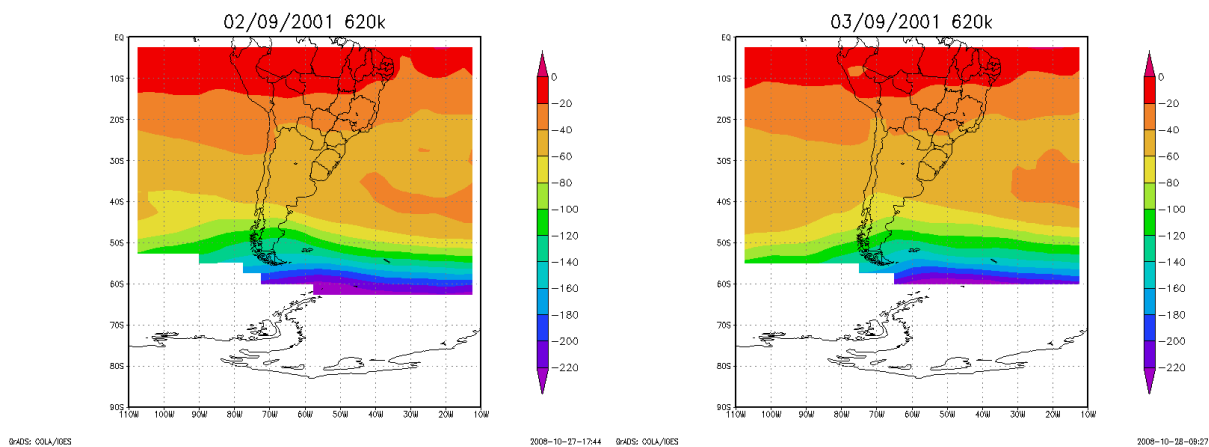 02/09/2001 620k
EQ
10S
20S
30S
40S
50S
60S
70S
80S
90S
110W 100W 90W 80W 70W 60W 50W 40W 30W 20W 10W
0
-20
-40
-60
-80
-100
-120
-140
-160
-180
-200
-220
GrADS: COLA/IGES
2008-10-27-17:44
03/09/2001 620k
EQ
10S
20S
30S
40S
50S
60S
70S
80S
90S
110W 100W 90W 80W 70W 60W 50W 40W 30W 20W 10W
0
-20
-40
-60
-80
-100
-120
-140
-160
-180
-200
-220
GrADS: COLA/IGES
2008-10-28-09:27